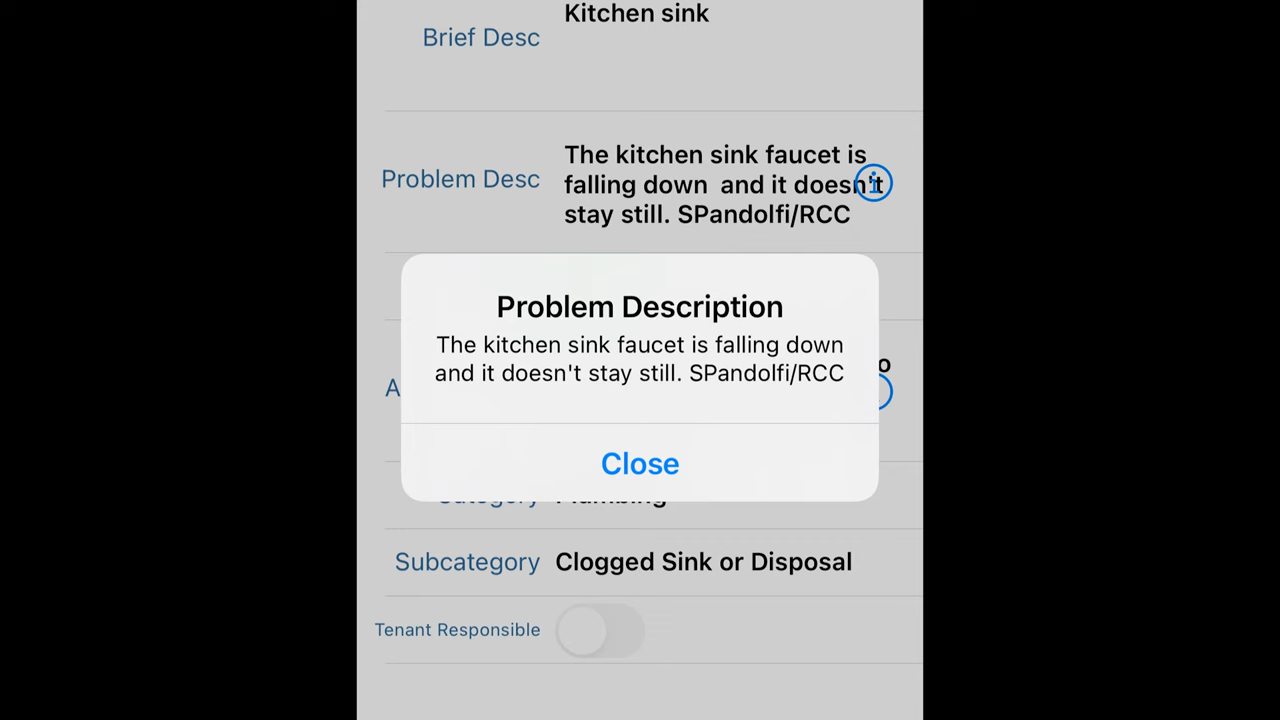 Kitchen sink
Brief Desc
The kitchen sink faucet is
Problem Desc
falling down  and it doesn't
stay still. SPandolfi/RCC
Problem Description
The kitchen sink faucet is falling down
and it doesn't stay still. SPandolfi/RCC
Close
Category Plumbing
Subcategory Clogged Sink or Disposal
Tenant Responsible